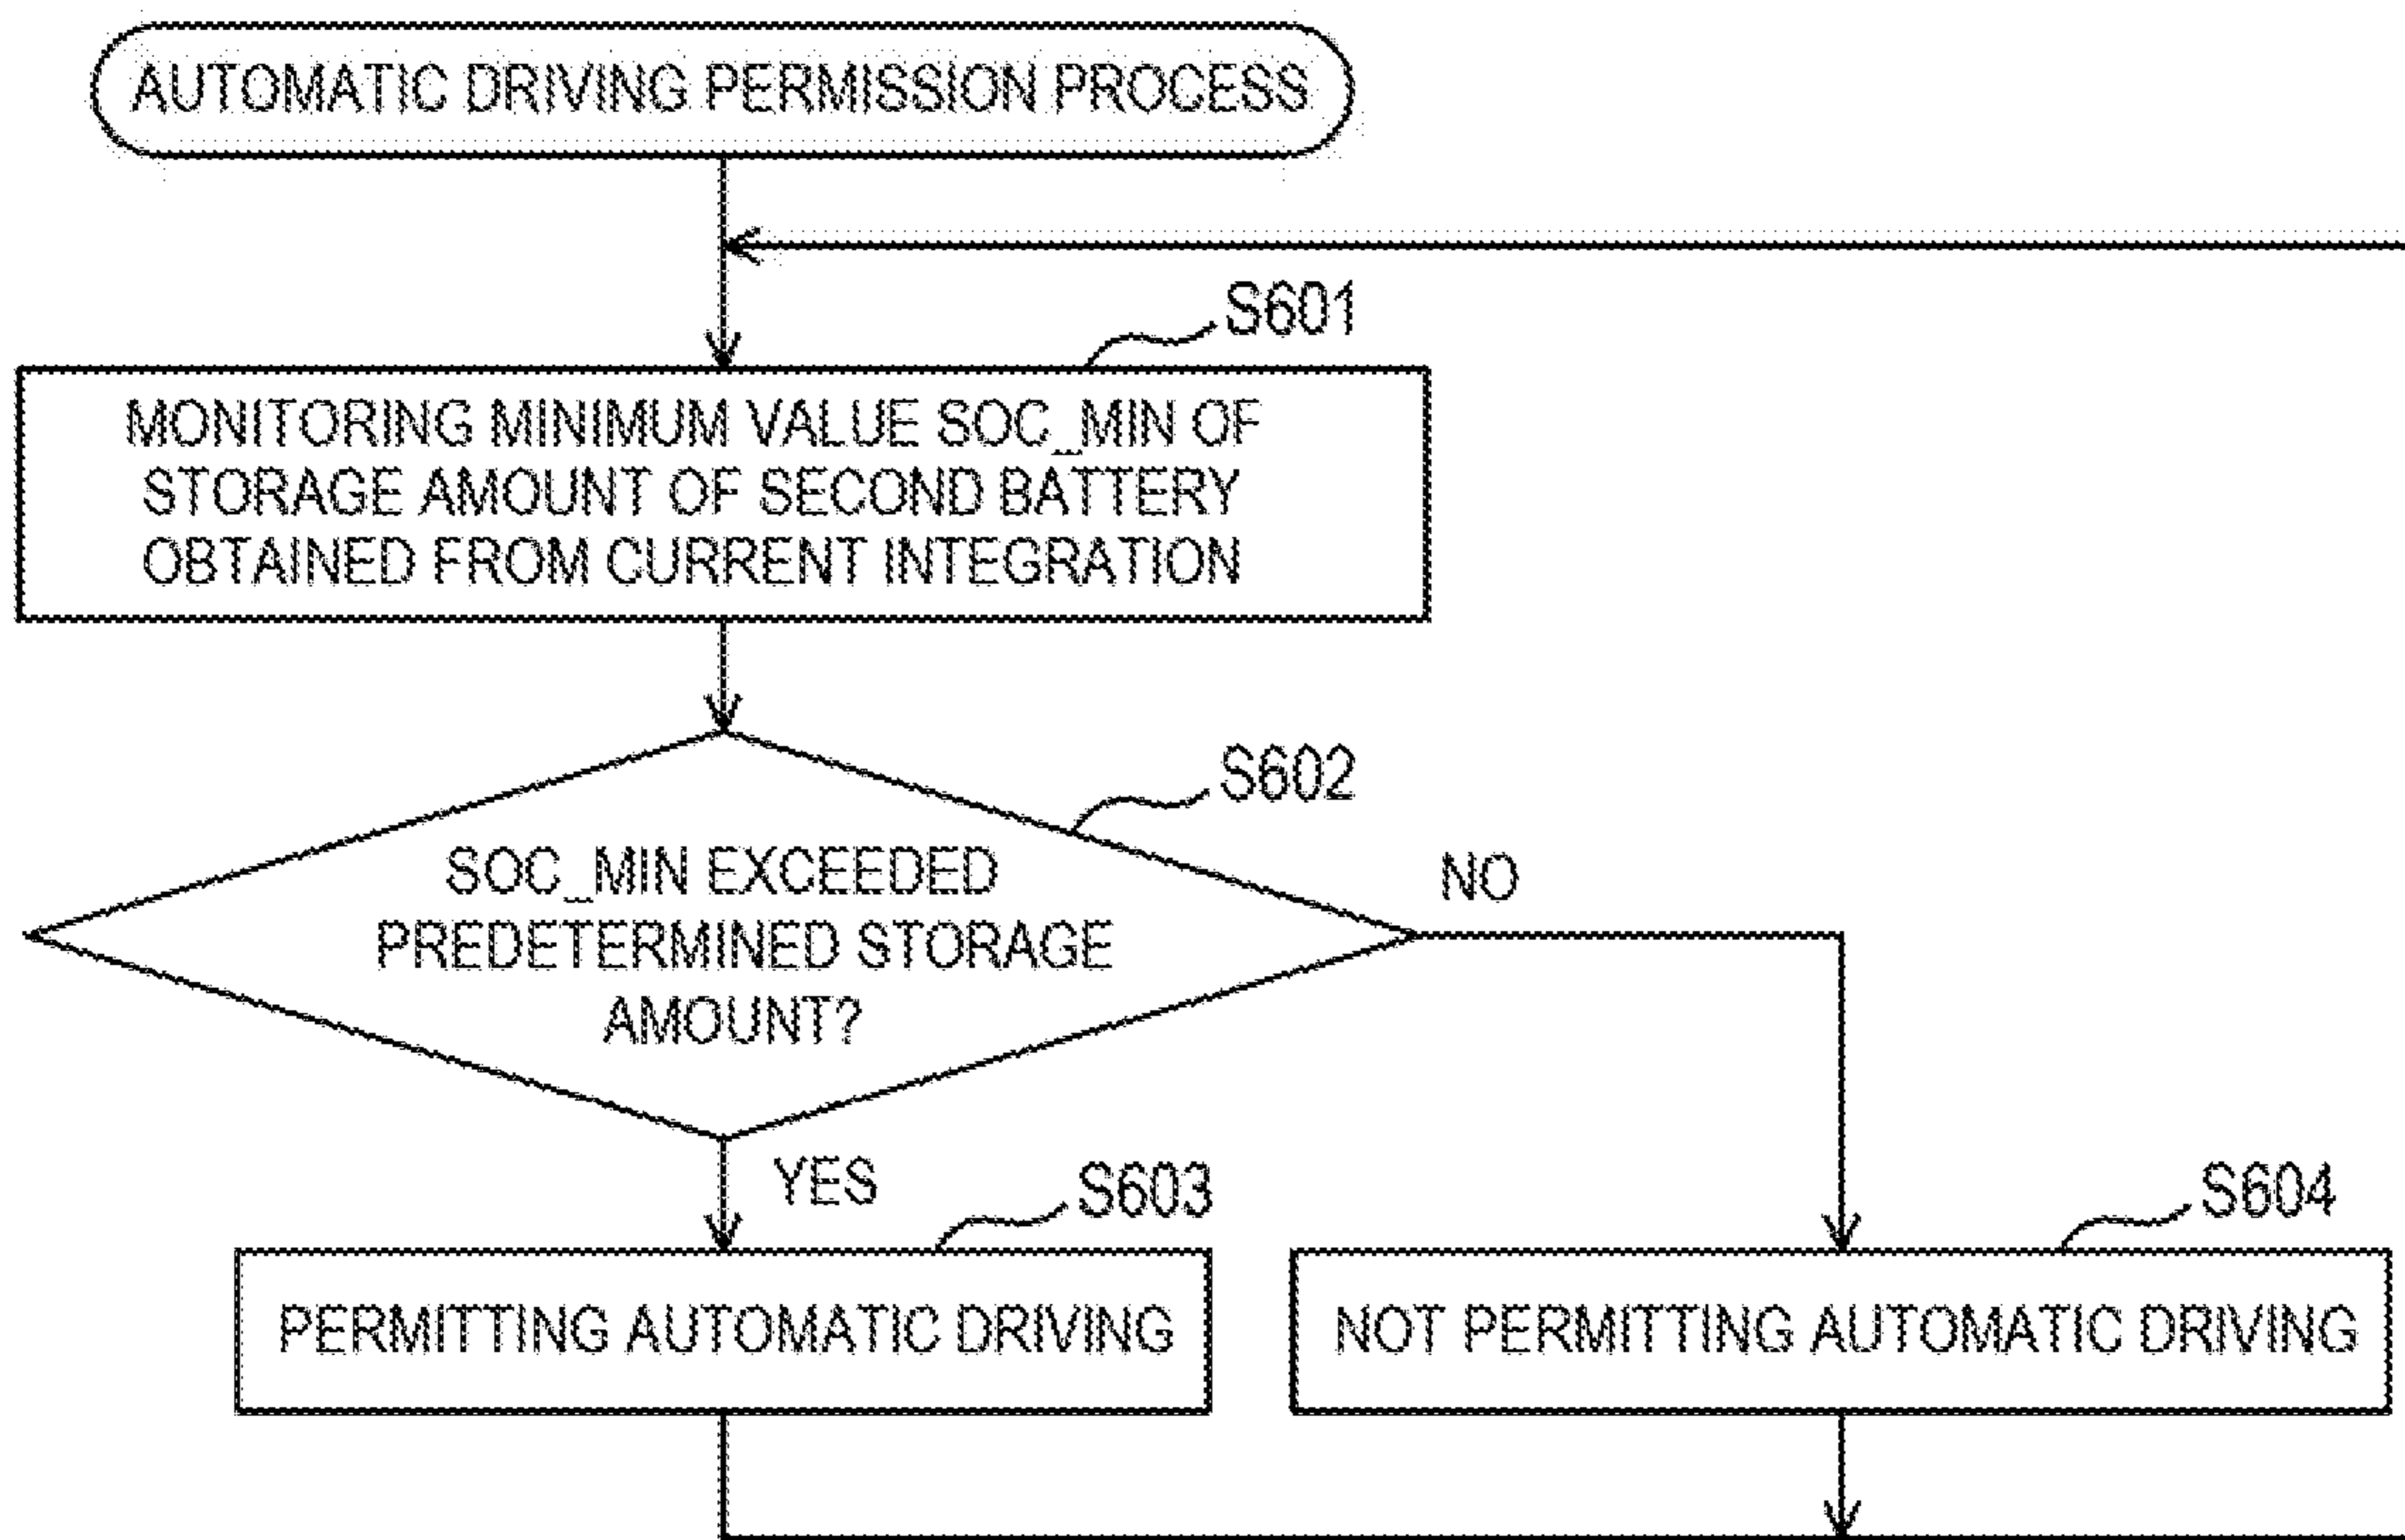 AUTOMATIC DRIVING PERMISSION PROCESS
S601
MONITORING MINIMUM VALUE SOC_MIN OF
STORAGE AMOUNT OF SECOND BATTERY
OBTAINED FROM CURRENT INTEGRATION
S602
SOC_MIN EXCEEDED
PREDETERMINED STORAGE
AMOUNT?
NO
YES
S603
S604
PERMITTING AUTOMATIC DRIVING
NOT PERMITTING AUTOMATIC DRIVING